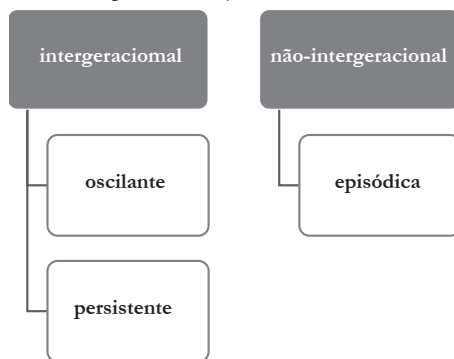 intergeraciomal
não-intergeracional
oscilante
episódica
persistente